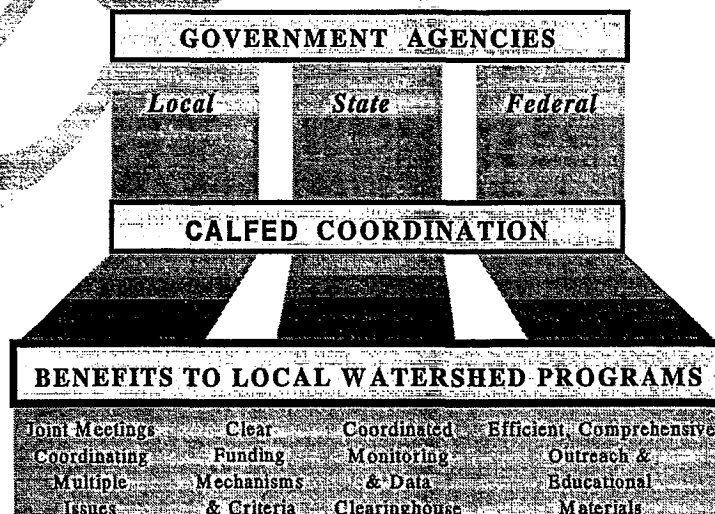 GOVERNMENT AGENCIES
Local State Federal
CALFED COORDINATION
BENEFITS TO LOCAL WATERSHED PROGRAMS
Joint Meetings Clear Coordinated Efficient, Comprehensive
Coordinating Funding Monitoring Outreach &
Multiple Mechanisms & Data Educational
Issues & Criteria Clearinghouse Materials